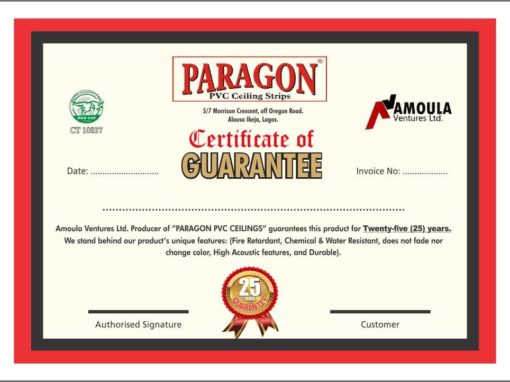 PARAGON®
PVC Ceiling Strips
5/7 Morrison Crescent, off Oregun Road.
Alausa Ikeja, Lagos.
CT 10837
AMOULA
Ventures Ltd.
Certificate of
GUARANTEE
Date: ............................. Invoice No: ...................
Amoula Ventures Ltd. Producer of "PARAGON PVC CEILINGS" guarantees this product for Twenty-five (25) years.
We stand behind our product's unique features: (Fire Retardant, Chemical & Water Resistant, does not fade nor
change color, High Acoustic features, and Durable).
25
YEARS
GUARANTEE
Authorised Signature Customer